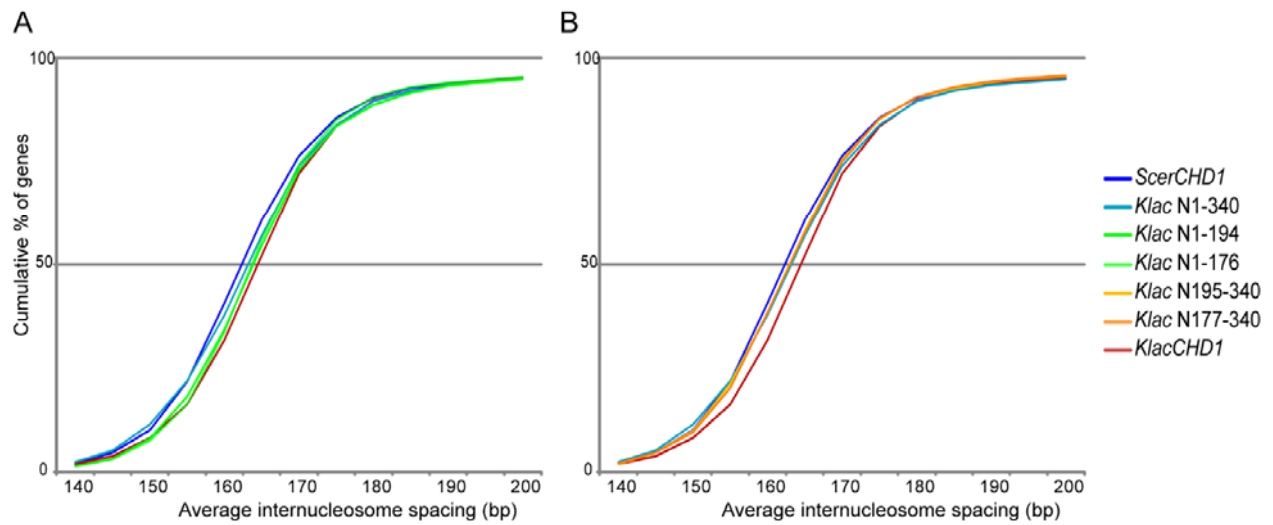 A
B
100
50
0
Cumulative % of genes
140 150 160 170 180 190 200
Average internucleosome spacing (bp)
100
50
0
140 150 160 170 180 190 200
Average internucleosome spacing (bp)
ScerCHD1
Klac N1-340
Klac N1-194
Klac N1-176
Klac N195-340
Klac N177-340
KlacCHD1